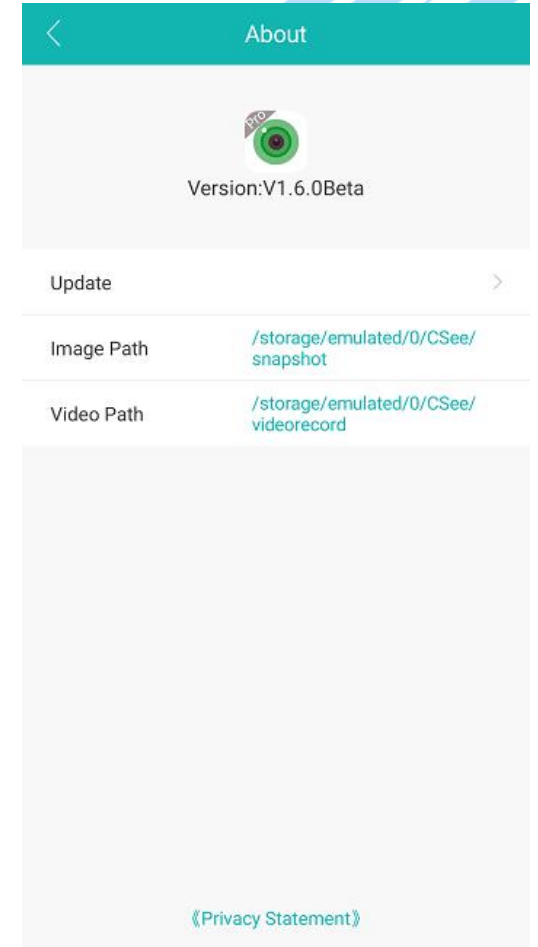 About
Pro
Version:V1.6.0Beta
Update
Image Path
/storage/emulated/0/CSee/
snapshot
Video Path
/storage/emulated/0/CSee/
videorecord
《Privacy Statement》